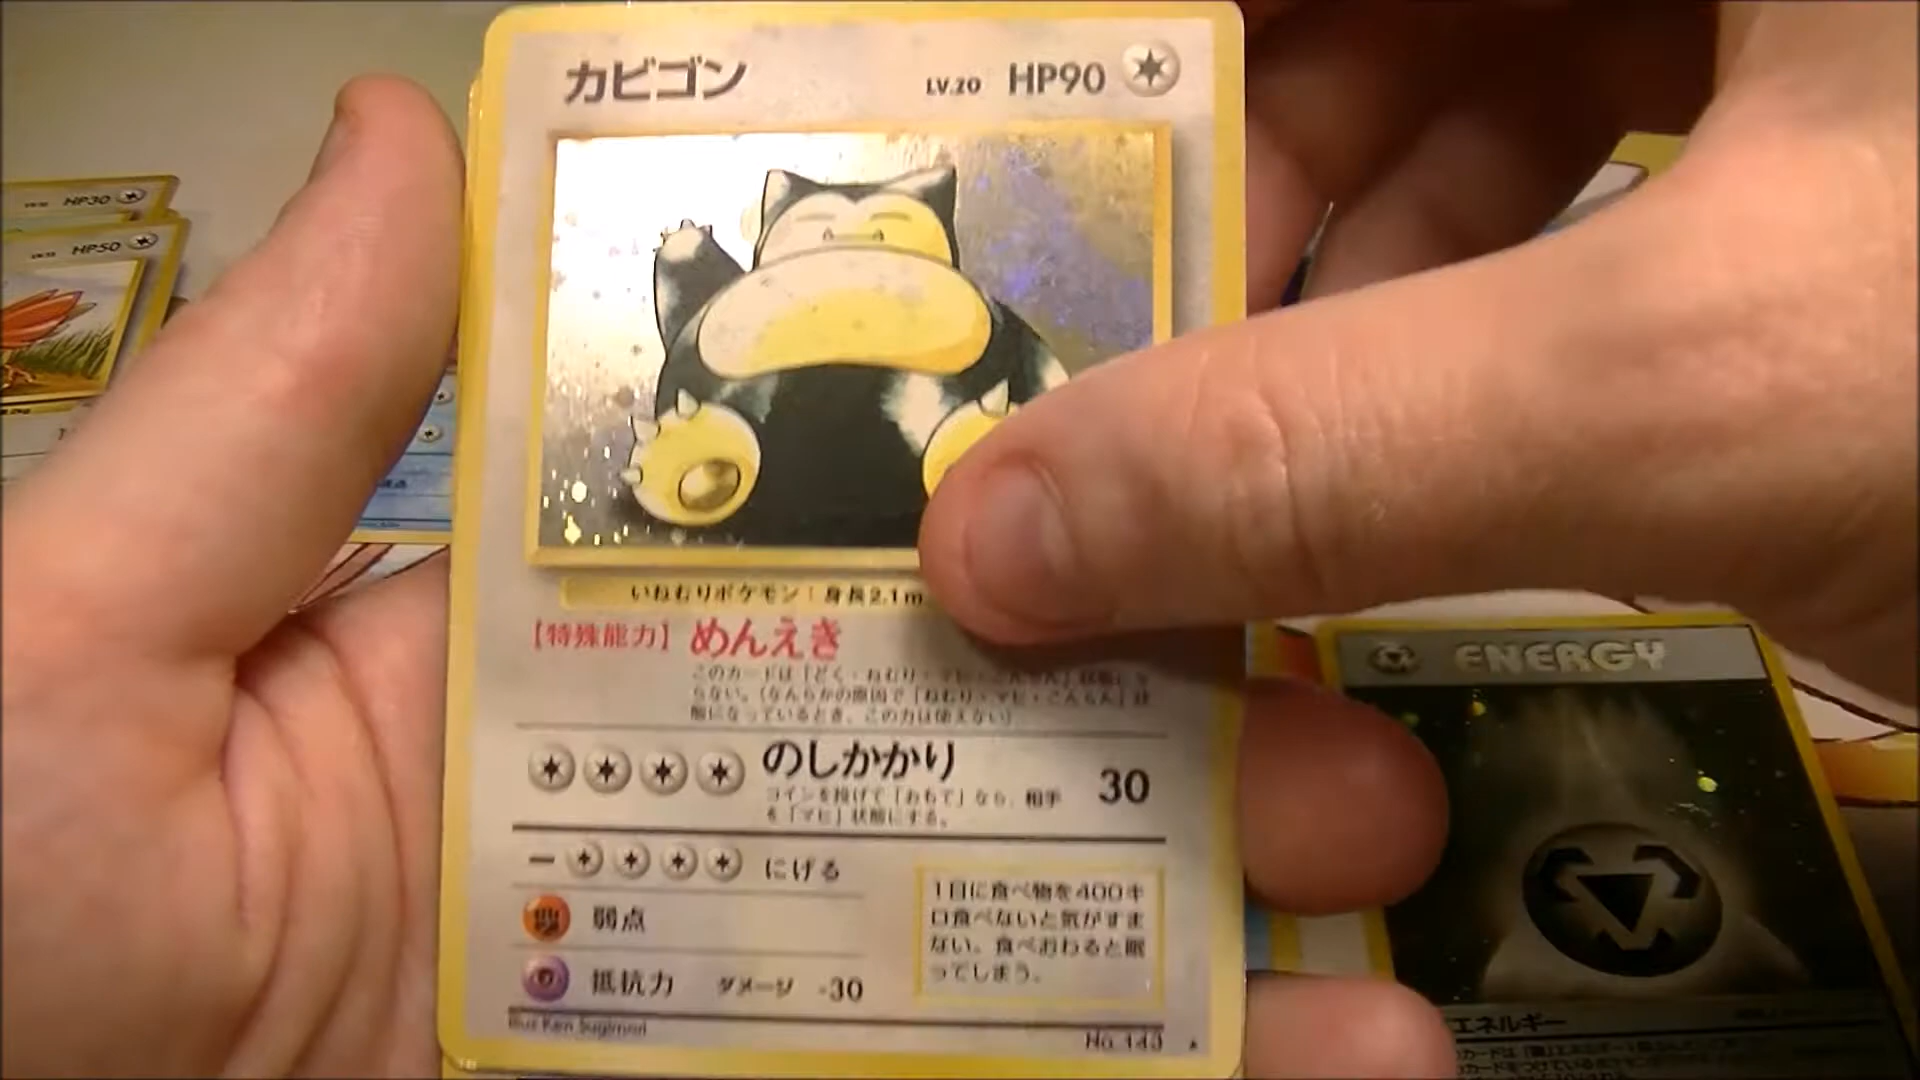 カビゴン LV.20 HP90
いねむりポケモン 身長2.1m
【特殊能力】 めんえき
このカードは「どく・ねむり・マヒ・こんらん」状態に
らない。（なんらかの原因で「ねむり・マヒ・こんらん」状
態になっているとき、この力は使えない）
のしかかり 30
コインを投げて「おもて」なら、相手
を「マヒ」状態にする。
にげる
弱点
抵抗力 ダメージ -30
1日に食べ物を400キ
ロ食べないと気がすま
ない。食べおわると眠
ってしまう。
Illus. Ken Sugimori
No. 143
HP30
HP50
ENERGY
エネルギー